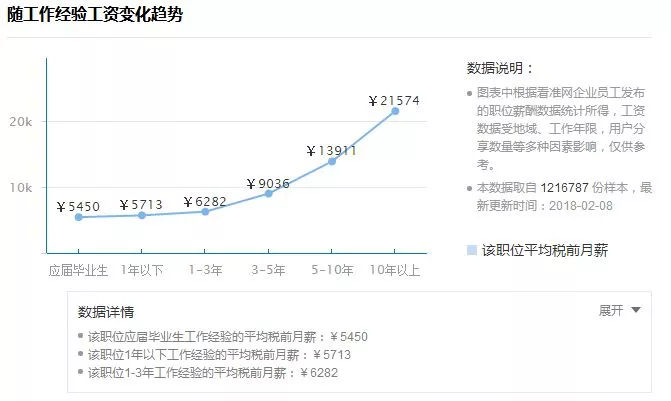 随工作经验工资变化趋势
20k
10k
￥5450
￥5713
￥6282
￥9036
￥13911
￥21574
应届毕业生
1年以下
1-3年
3-5年
5-10年
10年以上
数据说明：
图表中根据看准网企业员工发布
的职位薪酬数据统计所得，工资
数据受地域、工作年限，用户分
享数量等多种因素影响，仅供参
考。
本数据取自 1216787 份样本，最
新更新时间：2018-02-08
该职位平均税前月薪
数据详情
展开
该职位应届毕业生工作经验的平均税前月薪：￥5450
该职位1年以下工作经验的平均税前月薪：￥5713
该职位1-3年工作经验的平均税前月薪：￥6282